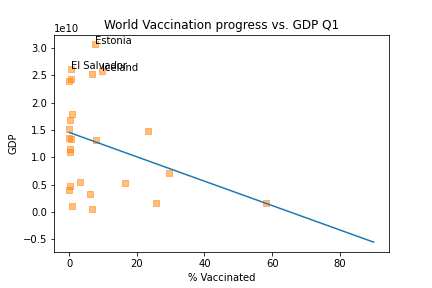 World Vaccination progress vs. GDP Q1
1e10
Estonia
El Salvador
Iceland
3.0
2.5
2.0
1.5
1.0
0.5
0.0
−0.5
GDP
0 20 40 60 80
% Vaccinated